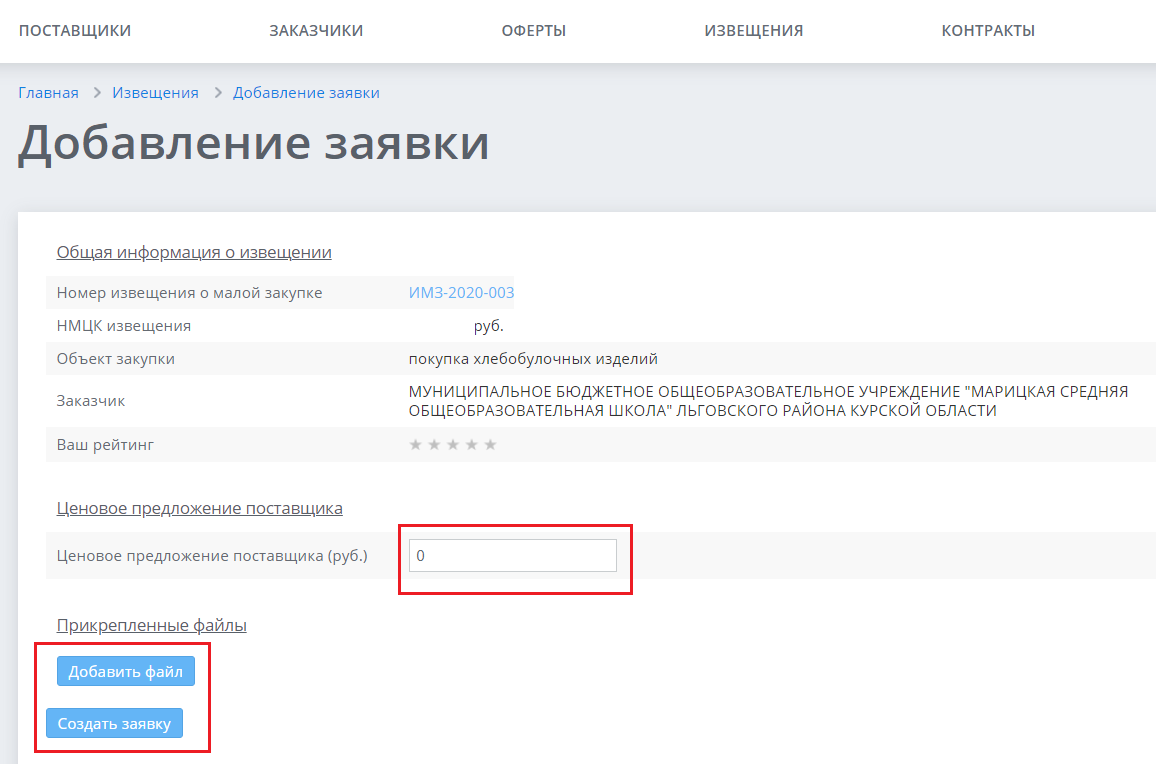 ПОСТАВЩИКИ ЗАКАЗЧИКИ ОФЕРТЫ ИЗВЕЩЕНИЯ КОНТРАКТЫ
Главная > Извещения > Добавление заявки
Добавление заявки
Общая информация о извещении
Номер извещения о малой закупке ИМЗ-2020-003
НМЦК извещения руб.
Объект закупки покупка хлебобулочных изделий
Заказчик МУНИЦИПАЛЬНОЕ БЮДЖЕТНОЕ ОБЩЕОБРАЗОВАТЕЛЬНОЕ УЧРЕЖДЕНИЕ "МАРИЦКАЯ СРЕДНЯЯ
ОБЩЕОБРАЗОВАТЕЛЬНАЯ ШКОЛА" ЛЬГОВСКОГО РАЙОНА КУРСКОЙ ОБЛАСТИ
Ваш рейтинг
Ценовое предложение поставщика
Ценовое предложение поставщика (руб.) 0
Прикрепленные файлы
Добавить файл
Создать заявку